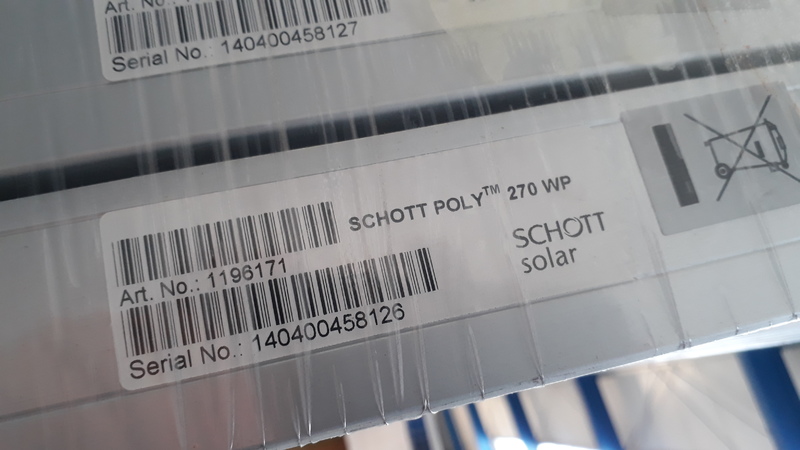 Art. No.:
Serial No.: 140400458127
SCHOTT POLY™ 270 WP
Art. No.: 1196171
SCHOTT
solar
Serial No.: 140400458126